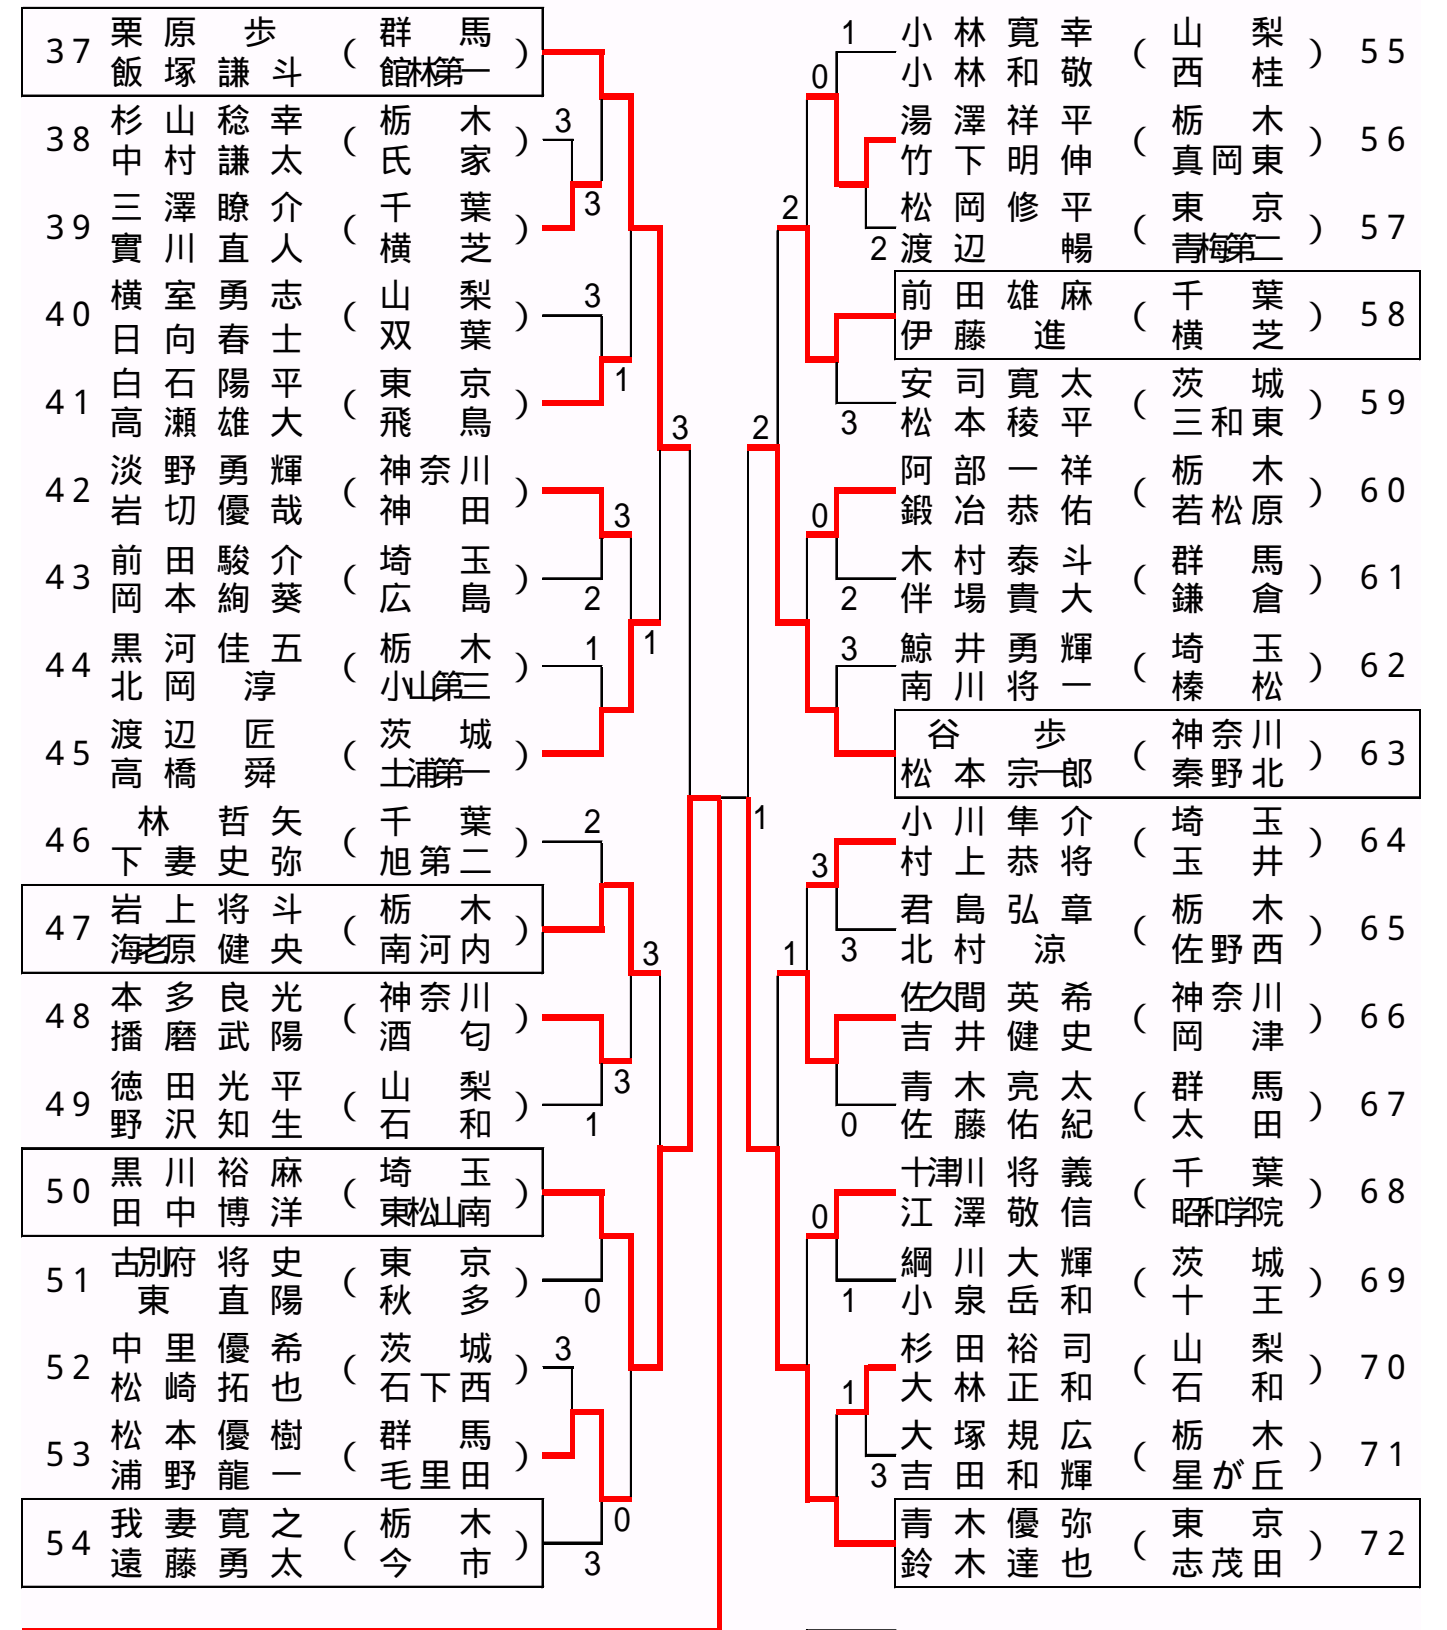 37 栗原 歩 ( 群馬 )
飯塚謙斗 館林第一
38 杉山稔幸 ( 栃木 ) 3
中村謙太 氏家
39 三澤瞭介 ( 千葉 ) 3
實川直人 横芝
40 横室勇志 ( 山梨 ) 3
日向春士 双葉
41 白石陽平 ( 東京 ) 1
高瀬雄大 飛鳥
3
42 淡野勇輝 ( 神奈川 )
岩切優哉 神田
3
43 前田駿介 ( 埼玉 ) 2
岡本絢葵 広島
1
44 黒河佳五 ( 栃木 ) 1
北岡 淳 小山第三
45 渡辺 匠 ( 茨城 )
高橋 舜 土浦第一
46 林 哲矢 ( 千葉 ) 2
下妻史弥 旭第二
47 岩上将斗 ( 栃木 )
海老原健央 南河内
3
48 本多良光 ( 神奈川 )
播磨武陽 酒匂
3
49 徳田光平 ( 山梨 ) 1
野沢知生 石和
50 黒川裕麻 ( 埼玉 )
田中博洋 東松山南
51 古別府将史 ( 東京 ) 0
東 直陽 秋多
52 中里優希 ( 茨城 ) 3
松崎拓也 石下西
53 松本優樹 ( 群馬 )
浦野龍一 毛里田
0
54 我妻寛之 ( 栃木 ) 3
遠藤勇太 今市
1 小林寛幸 ( 山梨 ) 55
小林和敬 西桂
0
湯澤祥平 ( 栃木 ) 56
竹下明伸 真岡東
2
2 松岡修平 ( 東京 ) 57
渡辺 暢 青梅第二
前田雄麻 ( 千葉 ) 58
伊藤 進 横芝
3 安司寛太 ( 茨城 ) 59
松本稜平 三和東
2
阿部一祥 ( 栃木 ) 60
鍛冶恭佑 若松原
0
2 木村泰斗 ( 群馬 ) 61
伴場貴大 鎌倉
3 鯨井勇輝 ( 埼玉 ) 62
南川将一 榛松
谷 歩 ( 神奈川 ) 63
松本宗一郎 秦野北
1
小川隼介 ( 埼玉 ) 64
村上恭将 玉井
3
3 君島弘章 ( 栃木 ) 65
北村 涼 佐野西
1
佐久間英希 ( 神奈川 ) 66
吉井健史 岡津
0 青木亮太 ( 群馬 ) 67
佐藤佑紀 太田
十津川将義 ( 千葉 ) 68
江澤敬信 昭和学院
0
1 綱川大輝 ( 茨城 ) 69
小泉岳和 十王
杉田裕司 ( 山梨 ) 70
大林正和 石和
1
3 大塚規広 ( 栃木 ) 71
吉田和輝 星が丘
青木優弥 ( 東京 ) 72
鈴木達也 志茂田